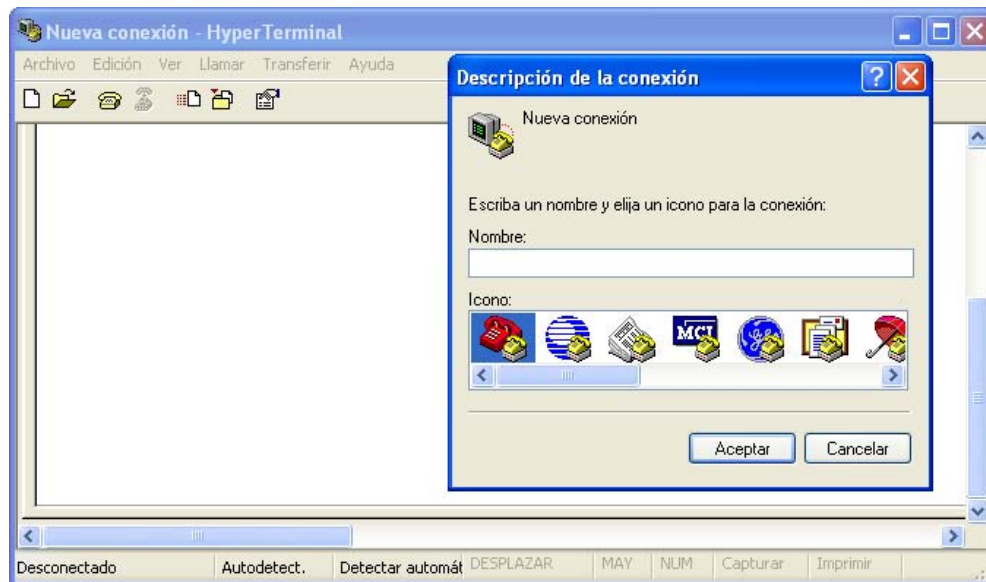 Nueva conexión - HyperTerminal
Archivo Edición Ver Llamar Transferir Ayuda
Descripción de la conexión
Nueva conexión
Escriba un nombre y elija un icono para la conexión:
Nombre:
Icono:
MCI
Aceptar Cancelar
Desconectado Autodetect. Detectar automát DESPLAZAR MAY NUM Capturar Imprimir